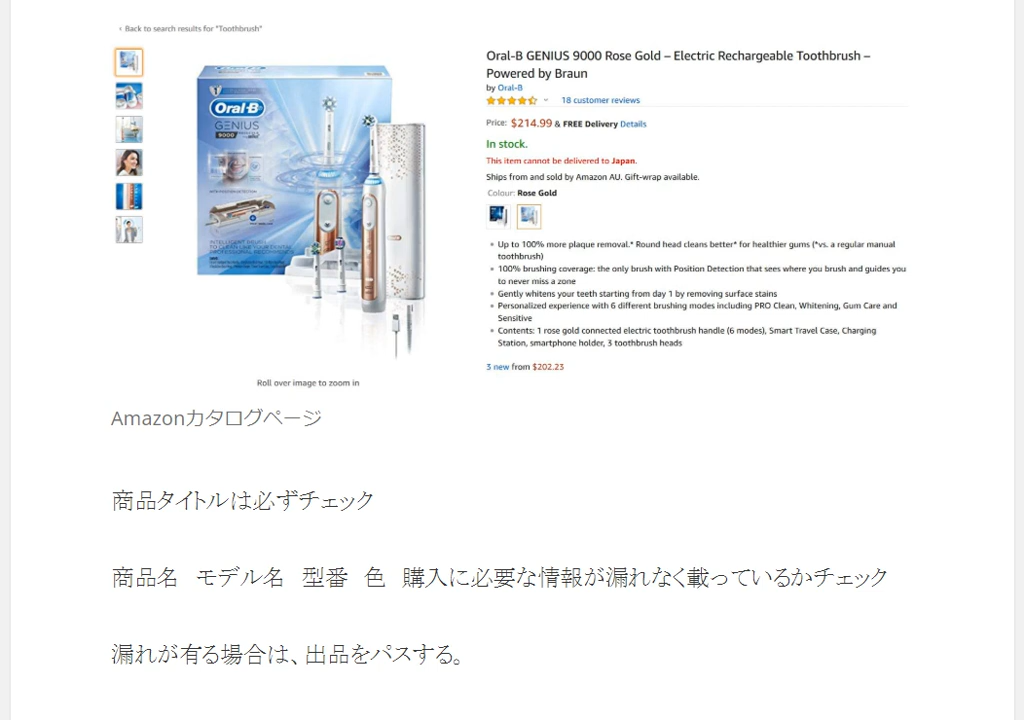 ‹ Back to search results for "Toothbrush"
Oral-B
GENIUS
9000
Roll over image to zoom in
Oral-B GENIUS 9000 Rose Gold – Electric Rechargeable Toothbrush –
Powered by Braun
by Oral-B
18 customer reviews
Price: $214.99 & FREE Delivery Details
In stock.
This item cannot be delivered to Japan.
Ships from and sold by Amazon AU. Gift-wrap available.
Colour: Rose Gold
• Up to 100% more plaque removal.* Round head cleans better* for healthier gums (*vs. a regular manual
toothbrush)
• 100% brushing coverage: the only brush with Position Detection that sees where you brush and guides you
to never miss a zone
• Gently whitens your teeth starting from day 1 by removing surface stains
• Personalized experience with 6 different brushing modes including PRO Clean, Whitening, Gum Care and
Sensitive
• Contents: 1 rose gold connected electric toothbrush handle (6 modes), Smart Travel Case, Charging
Station, smartphone holder, 3 toothbrush heads
3 new from $202.23
Amazonカタログページ
商品タイトルは必ずチェック
商品名　モデル名　型番　色　購入に必要な情報が漏れなく載っているかチェック
漏れが有る場合は、出品をパスする。